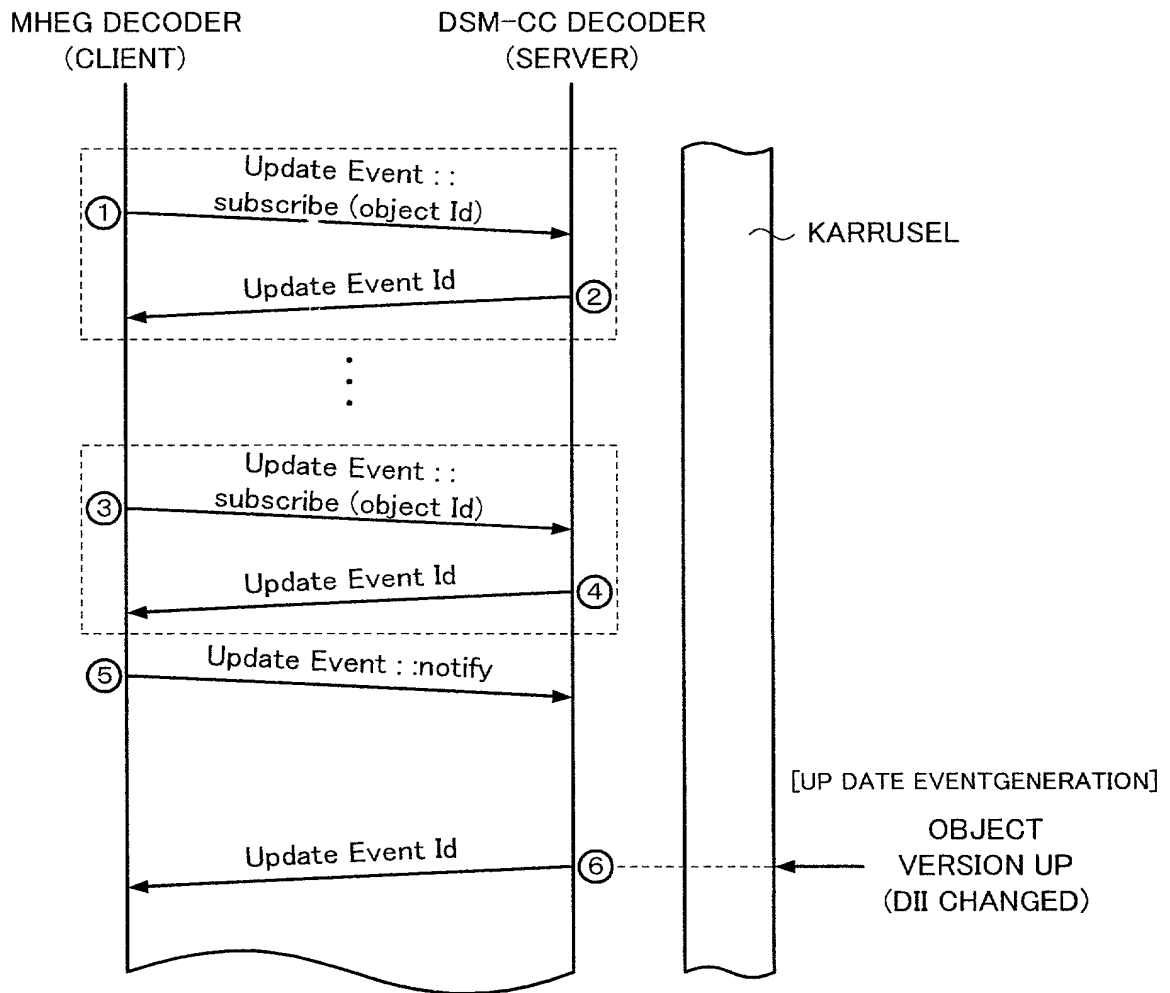 MHEG DECODER
(CLIENT)
DSM-CC DECODER
(SERVER)
Update Event : :
subscribe (object Id)
①
KARRUSEL
Update Event Id
②
Update Event : :
subscribe (object Id)
③
Update Event Id
④
Update Event : :notify
⑤
[UP DATE EVENTGENERATION]
OBJECT
VERSION UP
(DII CHANGED)
Update Event Id
⑥